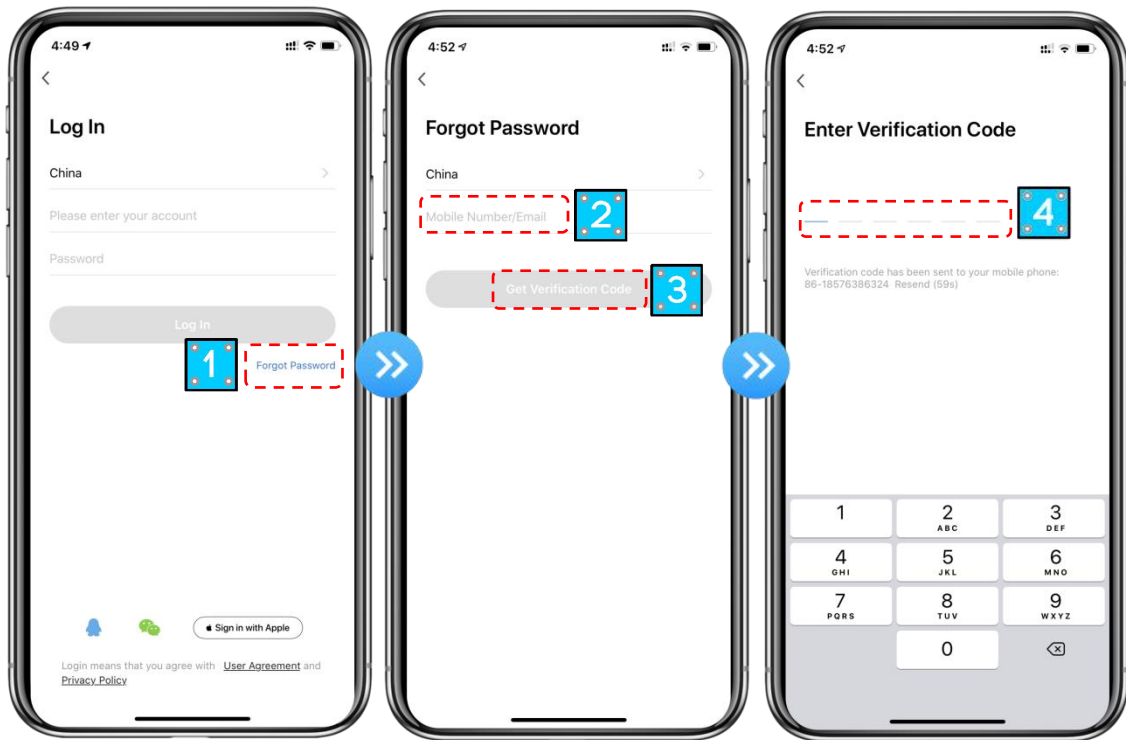 4:49
Log In
China
Please enter your account
Password
Log In
1
Forgot Password
Sign in with Apple
Login means that you agree with User Agreement and
Privacy Policy
4:52
Forgot Password
China
Mobile Number/Email
2
Get Verification Code
3
4:52
Enter Verification Code
4
Verification code has been sent to your mobile phone:
86-18576386324 Resend (59s)
1
2
ABC
3
DEF
4
GHI
5
JKL
6
MNO
7
PQRS
8
TUV
9
WXYZ
0